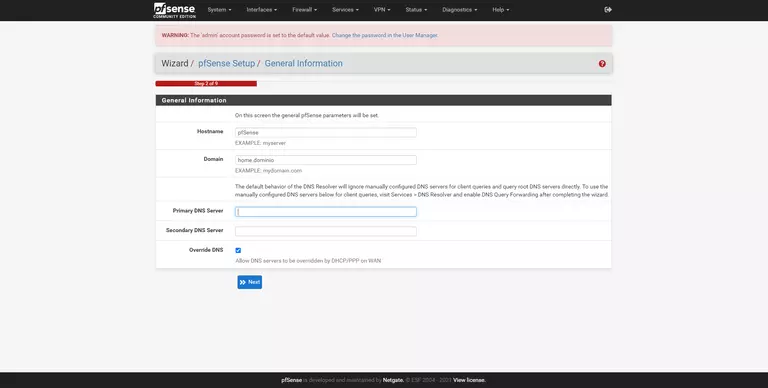 pfsense
COMMUNITY EDITION
System Interfaces Firewall Services VPN Status Diagnostics Help
WARNING: The 'admin' account password is set to the default value. Change the password in the User Manager.
Wizard / pfSense Setup / General Information
Step 2 of 9
General Information
On this screen the general pfSense parameters will be set.
Hostname pfSense
EXAMPLE: myserver
Domain home.dominio
EXAMPLE: mydomain.com
The default behavior of the DNS Resolver will ignore manually configured DNS servers for client queries and query root DNS servers directly. To use the
manually configured DNS servers below for client queries, visit Services > DNS Resolver and enable DNS Query Forwarding after completing the wizard.
Primary DNS Server
Secondary DNS Server
Override DNS
Allow DNS servers to be overridden by DHCP/PPP on WAN
Next
pfSense is developed and maintained by Netgate. © ESF 2004 - 2021 View license.